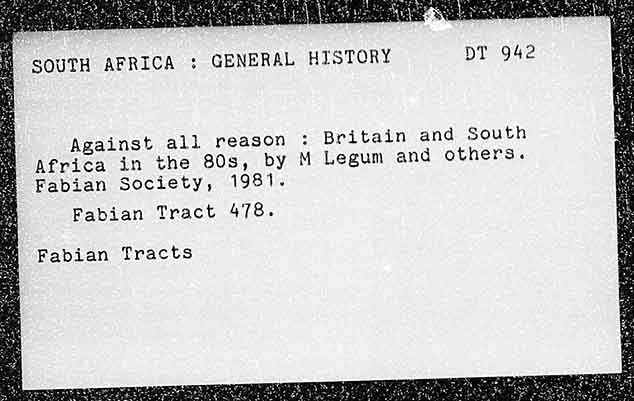 SOUTH AFRICA : GENERAL HISTORY DT 942
Against all reason : Britain and South
Africa in the 80s, by M Legum and others.
Fabian Society, 1981.
Fabian Tract 478.
Fabian Tracts